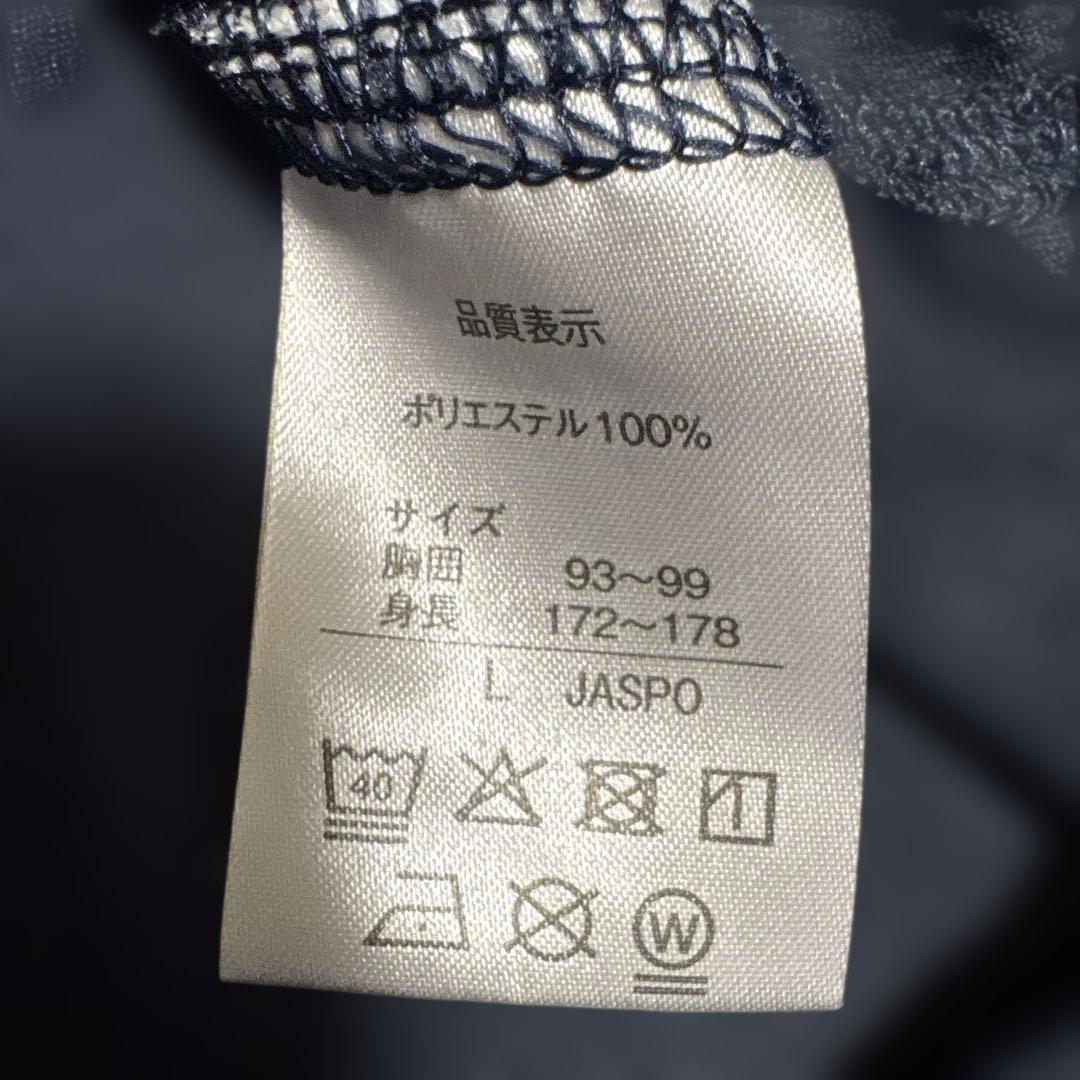 品質表示
ポリエステル100%
サイズ
胸囲 93~99
身長 172~178
L JASPO
40
W